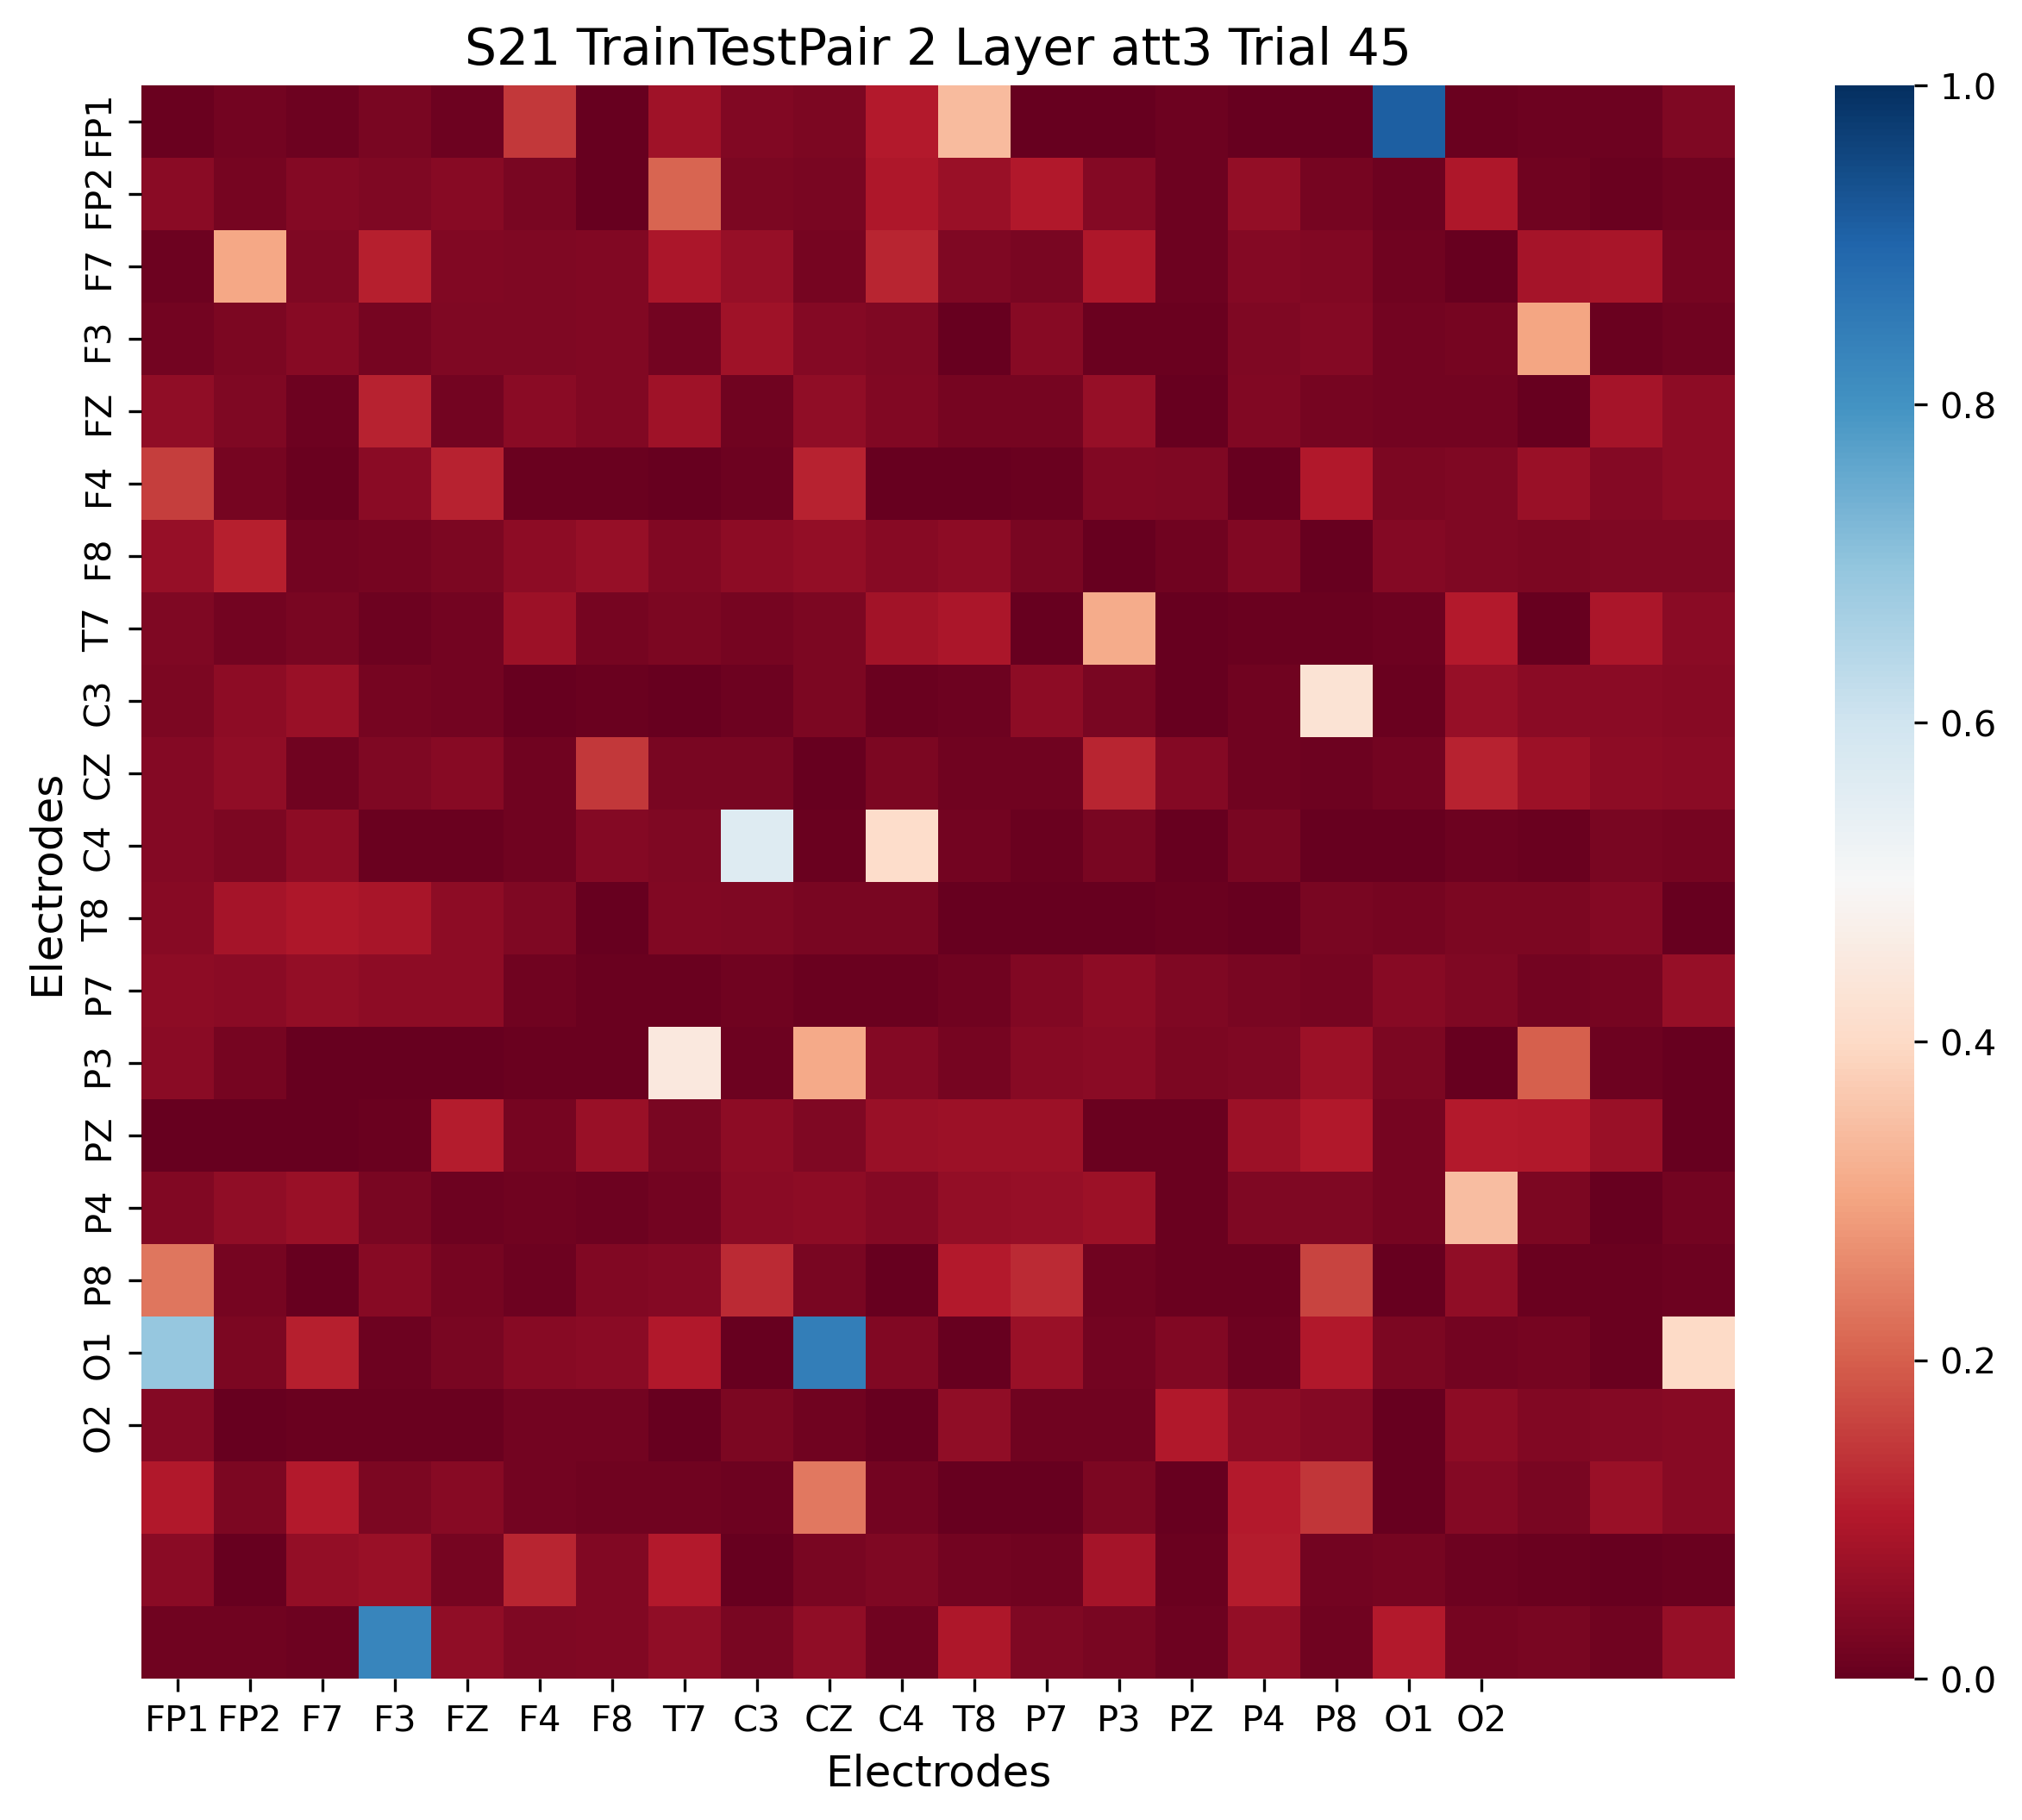 S21 TrainTestPair 2 Layer att3 Trial 45
Electrodes
FP1
FP2
F7
F3
FZ
F4
F8
T7
C3
CZ
C4
T8
P7
P3
PZ
P4
P8
O1
O2
FP1 FP2 F7 F3 FZ F4 F8 T7 C3 CZ C4 T8 P7 P3 PZ P4 P8 O1 O2
Electrodes
1.0
0.8
0.6
0.4
0.2
0.0